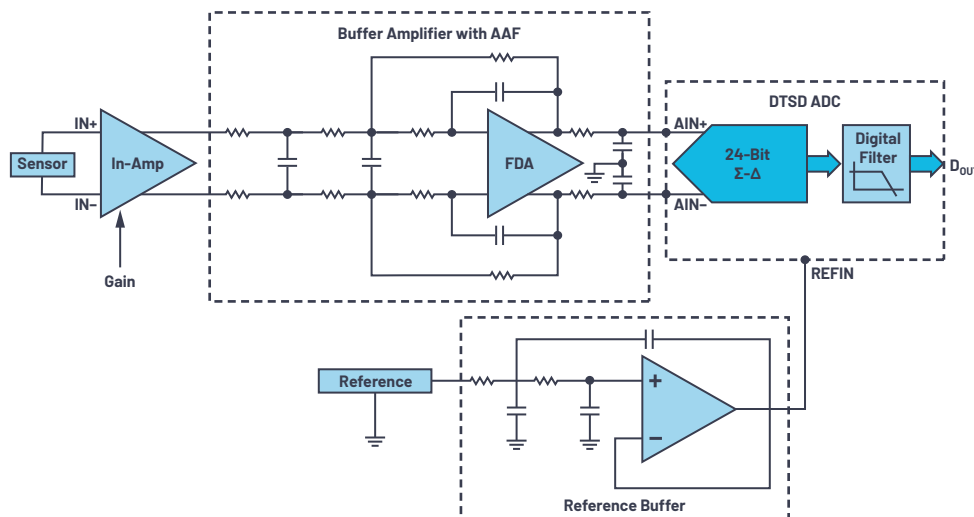 Buffer Amplifier with AAF
IN+
Sensor
In-Amp
IN−
Gain
FDA
DTSD ADC
AIN+
24-Bit
Σ-Δ
AIN−
Digital
Filter
REFIN
Reference
+
−
Reference Buffer